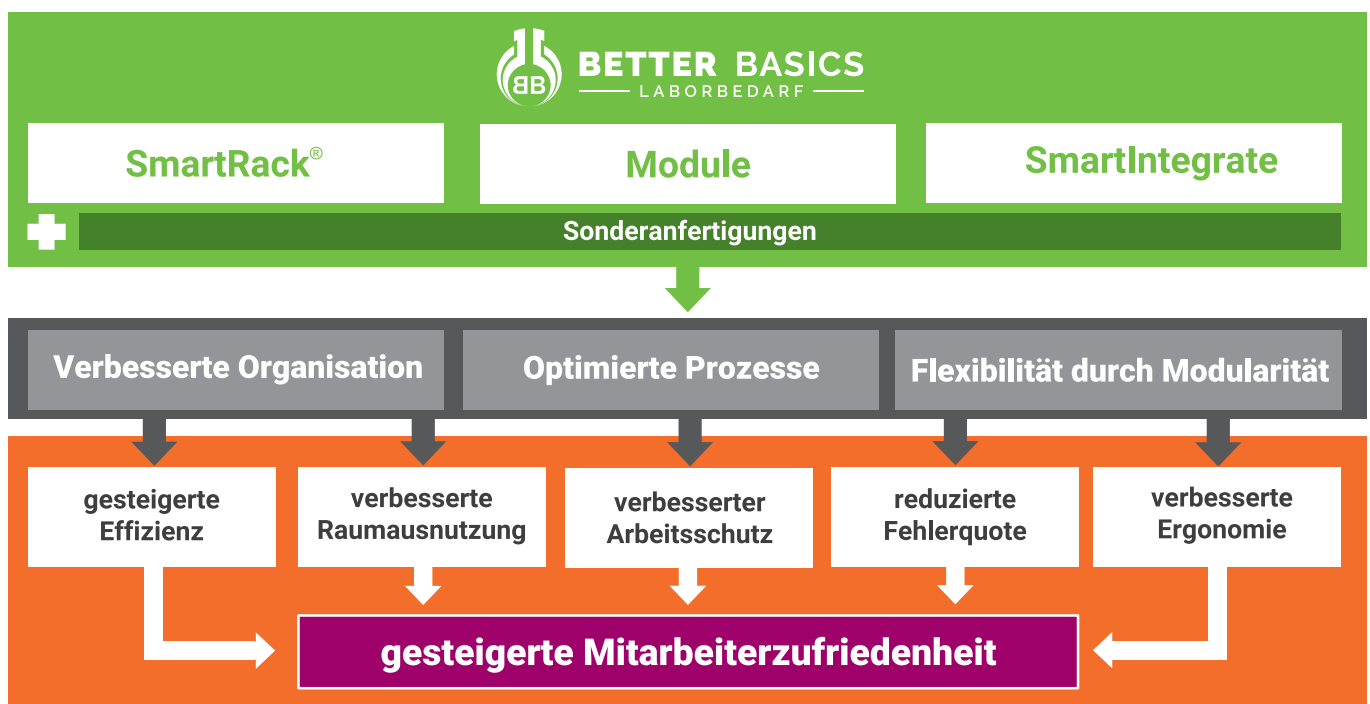 BB
BETTER BASICS
LABORBEDARF
SmartRack®
Module
SmartIntegrate
Sonderanfertigungen
Verbesserte Organisation
Optimierte Prozesse
Flexibilität durch Modularität
gesteigerte
Effizienz
verbesserte
Raumausnutzung
verbesserter
Arbeitsschutz
reduzierte
Fehlerquote
verbesserte
Ergonomie
gesteigerte Mitarbeiterzufriedenheit